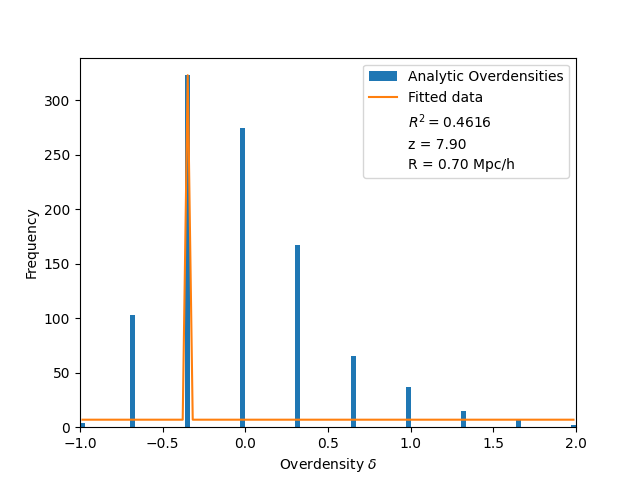 Analytic Overdensities
Fitted data
R² = 0.4616
z = 7.90
R = 0.70 Mpc/h
Frequency
300
250
200
150
100
50
0
−1.0 −0.5 0.0 0.5 1.0 1.5 2.0
Overdensity δ